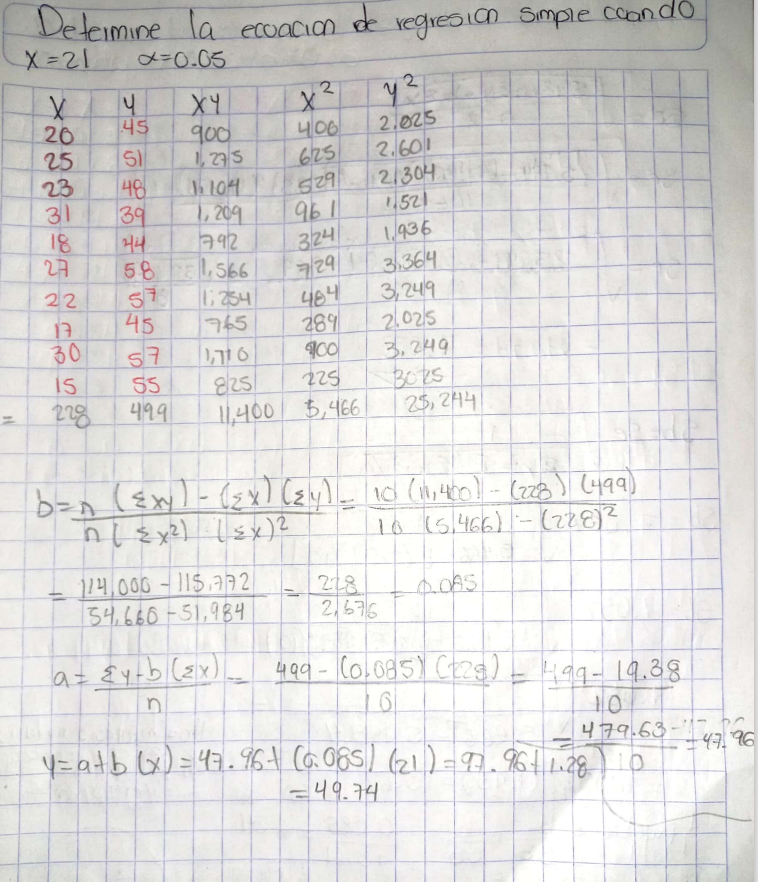 Determine la ecuacion de regresion simple cuando
x=21 α=0.05
X Y XY X² Y²
20 45 900 400 2.025
25 51 1,275 625 2.601
23 48 1,104 529 2,304
31 39 1,209 961 1.521
18 44 792 324 1,936
27 58 1,566 729 3,364
22 57 1,254 484 3,249
17 45 765 289 2.025
30 57 1,710 900 3,249
15 55 825 225 3025
= 228 499 11,400 5,466 25,244
b= n (Σxy) - (Σx)(Σy) / n(Σx²) (Σx)² = 10 (11,400) - (228) (499) / 10 (5,466) - (228)²
= 114,000 - 115,772 / 54,660 - 51,984 = 228 / 2,676 = 0.085
a= Σy-b(Σx) / n = 499 - (0.085) (228) / 10 = 499 - 19.38 / 10
= 479.63 / 10 = 47.96
y=a+b(x) = 47.96+ (0.085) (21) = 97.96+1.28
= 49.74